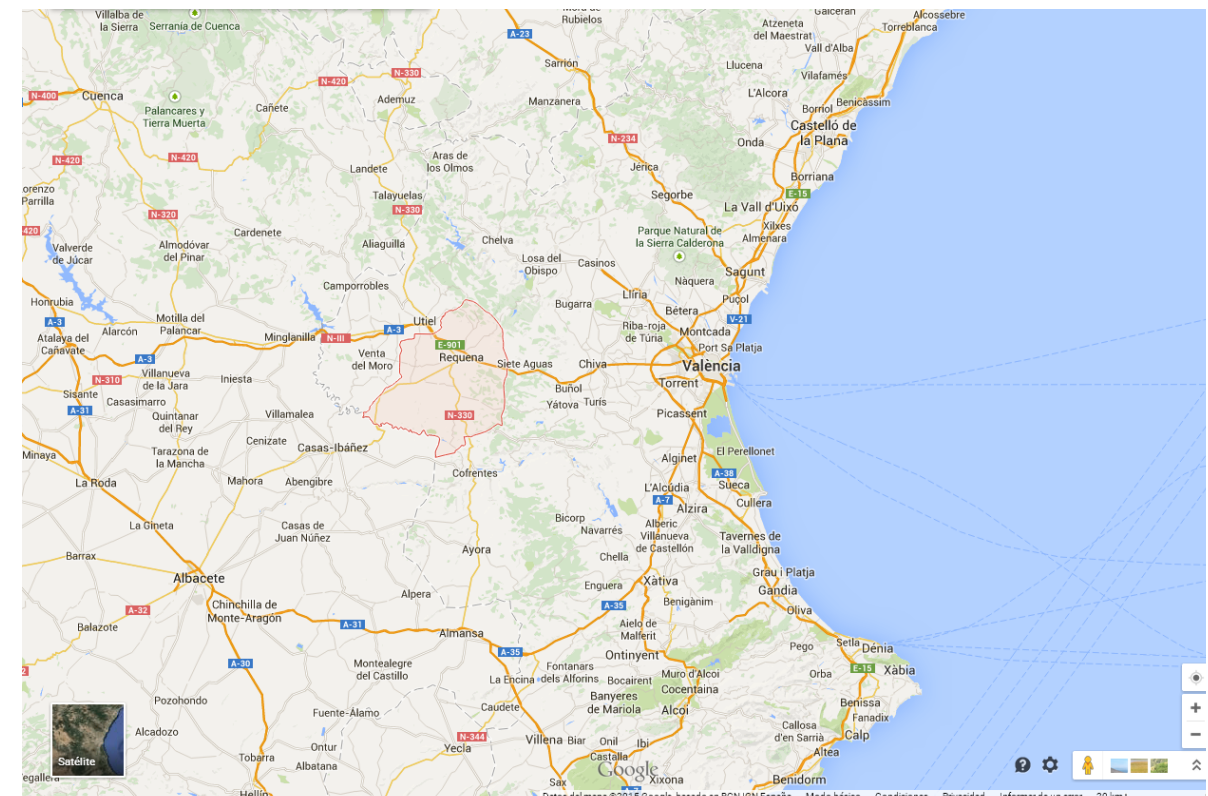 Villalba de
la Sierra
Serranía de Cuenca
Rubielos
A-23
Atzeneta
del Maestrat
Galceran
Alcossebre
Torreblanca
Vall d'Alba
Sarrión
Llucena
Vilafamés
N-330
N-420
N-400
Cuenca
Palancares y
Tierra Muerta
Cañete
Ademuz
Manzanera
L'Alcora
Borriol
Benicàssim
Castelló de
la Plana
N-234
Onda
N-420
N-420
Landete
Aras de
los Olmos
Jérica
Borriana
Parrilla
Talayuelas
Segorbe
E-15
La Vall d'Uixó
N-320
N-330
420
Valverde
de Júcar
Almodóvar
del Pinar
Cardenete
Aliaguilla
Chelva
Parque Natural de
la Sierra Calderona
Xilxes
Almenara
Losa del
Obispo
Casinos
Sagunt
Nàquera
Camporrobles
Honrubia
Bugarra
Llíria
Puçol
Bétera
A-3
Alarcón
Motilla del
Palancar
Minglanilla
N-III
A-3
Utiel
V-21
Riba-roja
de Túria
Montcada
Atalaya del
Cañavate
E-901
Requena
Port Sa Platja
A-3
Venta
del Moro
Siete Aguas
Chiva
València
N-310
Villanueva
de la Jara
Iniesta
Buñol
Torrent
Sisante
Casasimarro
Yátova
Turís
A-31
Quintanar
del Rey
Villamalea
N-330
Picassent
Cenizate
Casas-Ibáñez
Minaya
Tarazona de
la Mancha
Alginet
El Perellonet
La Roda
Mahora
Abengibre
Cofrentes
A-38
L'Alcúdia
Sueca
A-7
Alzira
Cullera
La Gineta
Casas de
Juan Núñez
Bicorp
Navarrés
Alberic
Villanueva
de Castellón
Tavernes de
la Valldigna
Barrax
Ayora
Chella
Albacete
Enguera
Xàtiva
Grau i Platja
Gandia
Alpera
Chinchilla de
Monte-Aragón
A-32
A-35
Benigànim
Oliva
Balazote
A-31
Almansa
Aielo de
Malferit
A-30
A-35
Ontinyent
Pego
Setla
Dénia
Montealegre
del Castillo
La Encina
Fontanars
dels Alforins
Bocairent
Muro d'Alcoi
Cocentaina
Orba
E-15
Xàbia
Pozohondo
Caudete
Banyeres
de Mariola
Alcoi
Benissa
Fanadix
Fuente-Álamo
Alcadozo
N-344
Yecla
Villena
Biar
Onil
Ibi
Callosa
d'en Sarrià
Calp
Ontur
Albatana
Tobarra
Castalla
Altea
Satélite
Google
Sax
Xixona
Benidorm
Hellín